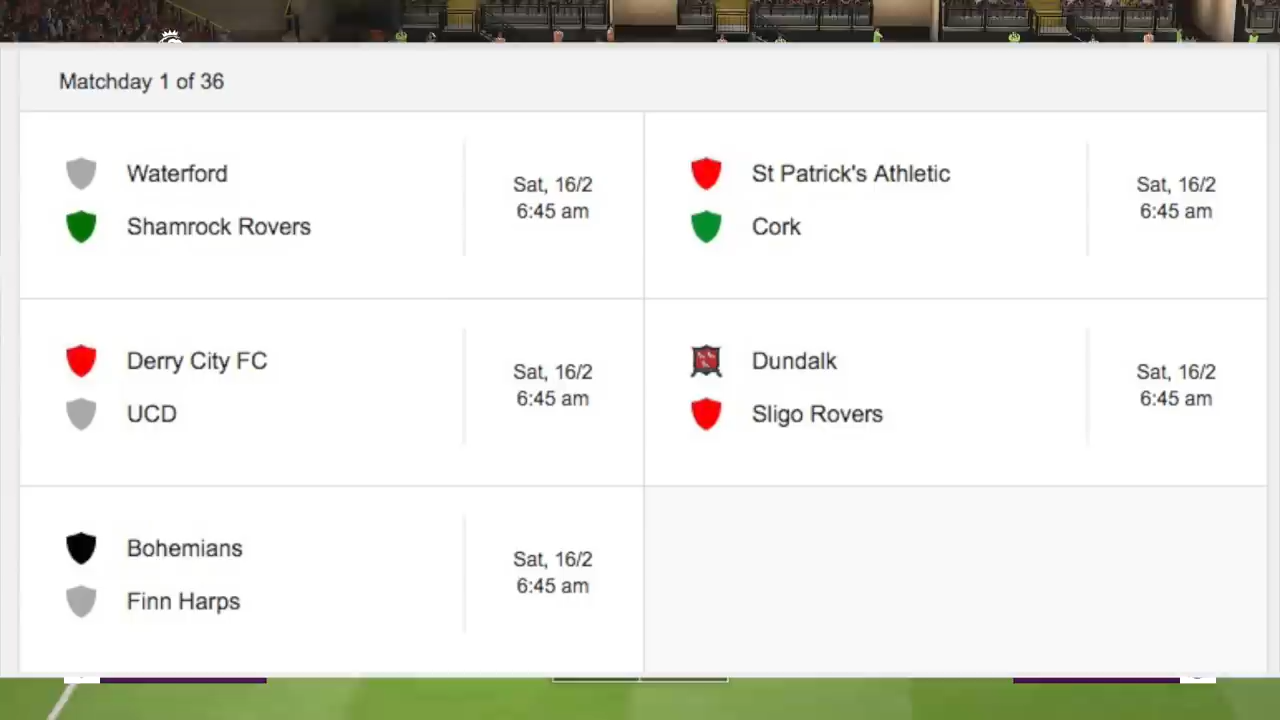 Matchday 1 of 36
Waterford
Shamrock Rovers
Sat, 16/2
6:45 am
St Patrick's Athletic
Cork
Sat, 16/2
6:45 am
Derry City FC
UCD
Sat, 16/2
6:45 am
Dundalk
Sligo Rovers
Sat, 16/2
6:45 am
Bohemians
Finn Harps
Sat, 16/2
6:45 am